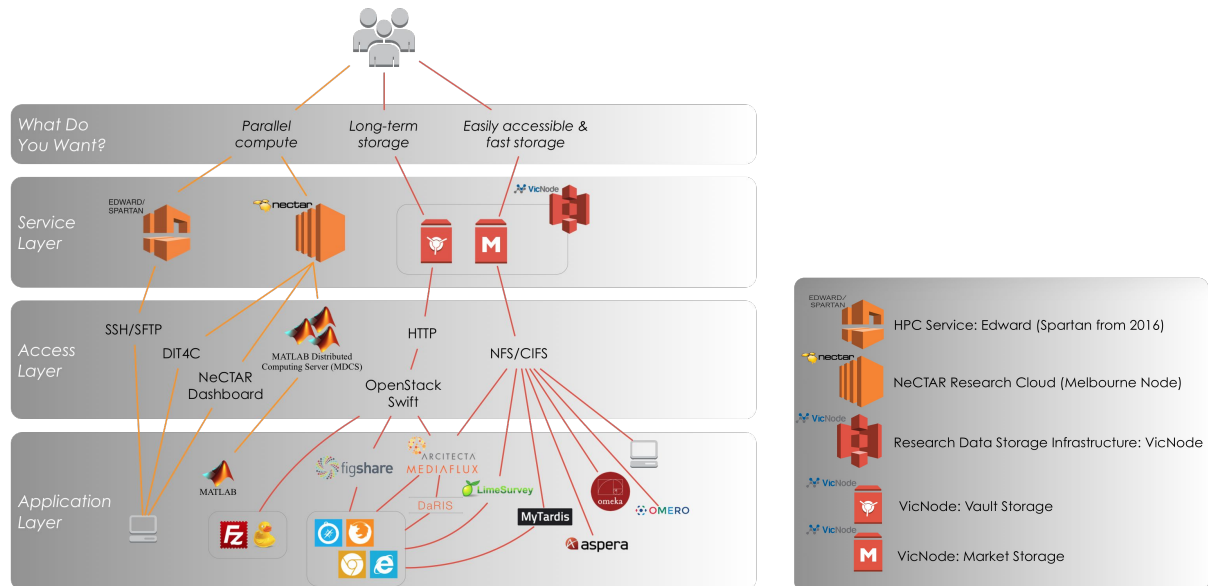 What Do
You Want?
Parallel
compute
Long-term
storage
Easily accessible &
fast storage
Service
Layer
EDWARD/
SPARTAN
nectar
VicNode
M
Access
Layer
SSH/SFTP
DIT4C
NeCTAR
Dashboard
MATLAB Distributed
Computing Server (MDCS)
HTTP
OpenStack
Swift
NFS/CIFS
Application
Layer
MATLAB
Fz
figshare
ARCITECTA
MEDIAFLUX
DaRIS
LimeSurvey
MyTardis
aspera
omeka
OMERO
EDWARD/
SPARTAN
HPC Service: Edward (Spartan from 2016)
nectar
NeCTAR Research Cloud (Melbourne Node)
VicNode
Research Data Storage Infrastructure: VicNode
VicNode
VicNode: Vault Storage
VicNode
M
VicNode: Market Storage